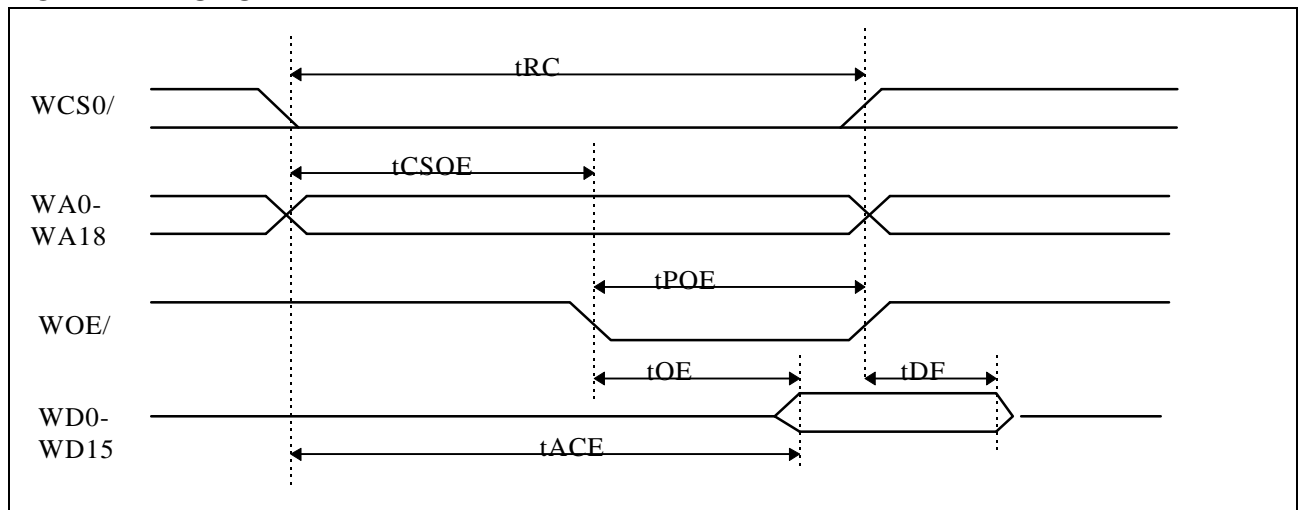 tRC
WCS0/
tCSOE
WA0-
WA18
tPOE
WOE/
tOE
tDF
WD0-
WD15
tACE